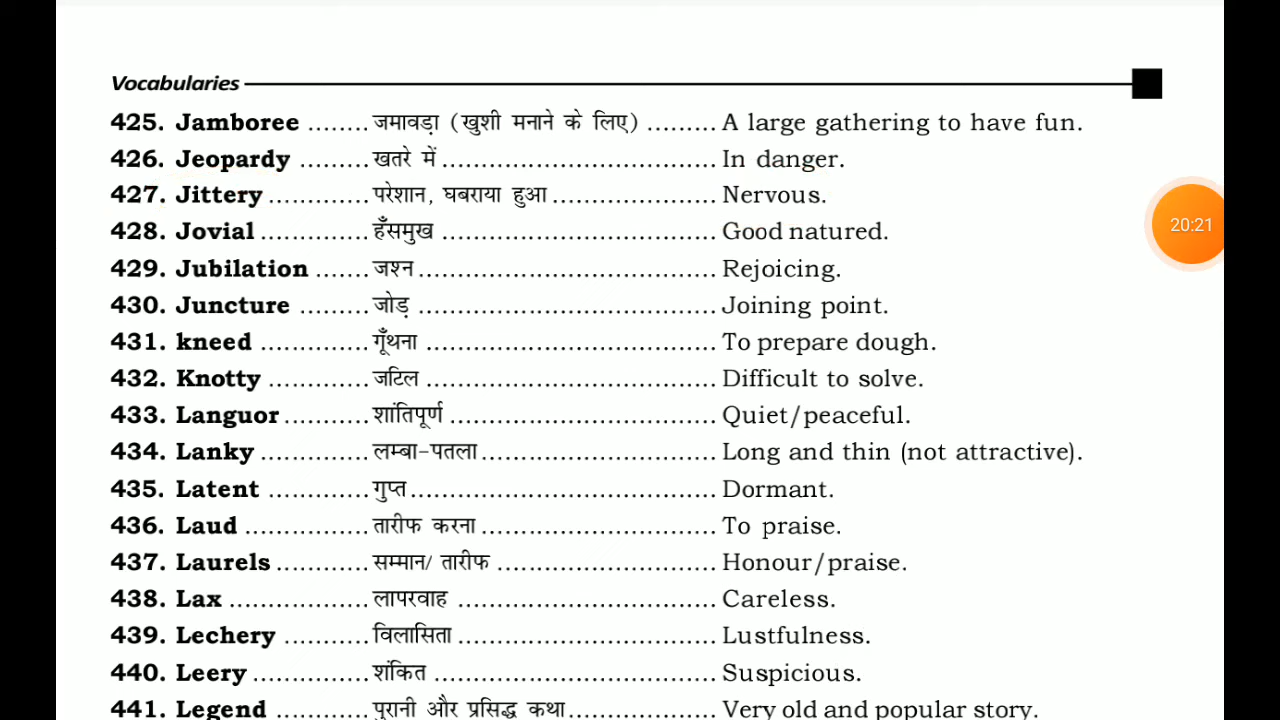 Vocabularies
425. Jamboree ........ जमावड़ा (खुशी मनाने के लिए) ......... A large gathering to have fun.
426. Jeopardy ......... खतरे में ................................... In danger.
427. Jittery ............. परेशान, घबराया हुआ ..................... Nervous.
428. Jovial .............. हँसमुख ................................... Good natured.
429. Jubilation ....... जश्न ...................................... Rejoicing.
430. Juncture ......... जोड़ ...................................... Joining point.
431. kneed .............. गूँथना ..................................... To prepare dough.
432. Knotty ............. जटिल ..................................... Difficult to solve.
433. Languor ........... शांतिपूर्ण .................................. Quiet/peaceful.
434. Lanky .............. लम्बा-पतला .............................. Long and thin (not attractive).
435. Latent ............. गुप्त ....................................... Dormant.
436. Laud ................ तारीफ करना .............................. To praise.
437. Laurels ............ सम्मान/ तारीफ ............................ Honour/praise.
438. Lax .................. लापरवाह ................................. Careless.
439. Lechery ........... विलासिता ................................. Lustfulness.
440. Leery ............... शंकित .................................... Suspicious.
441. Legend ............ पुरानी और प्रसिद्ध कथा ................... Very old and popular story.
20:21